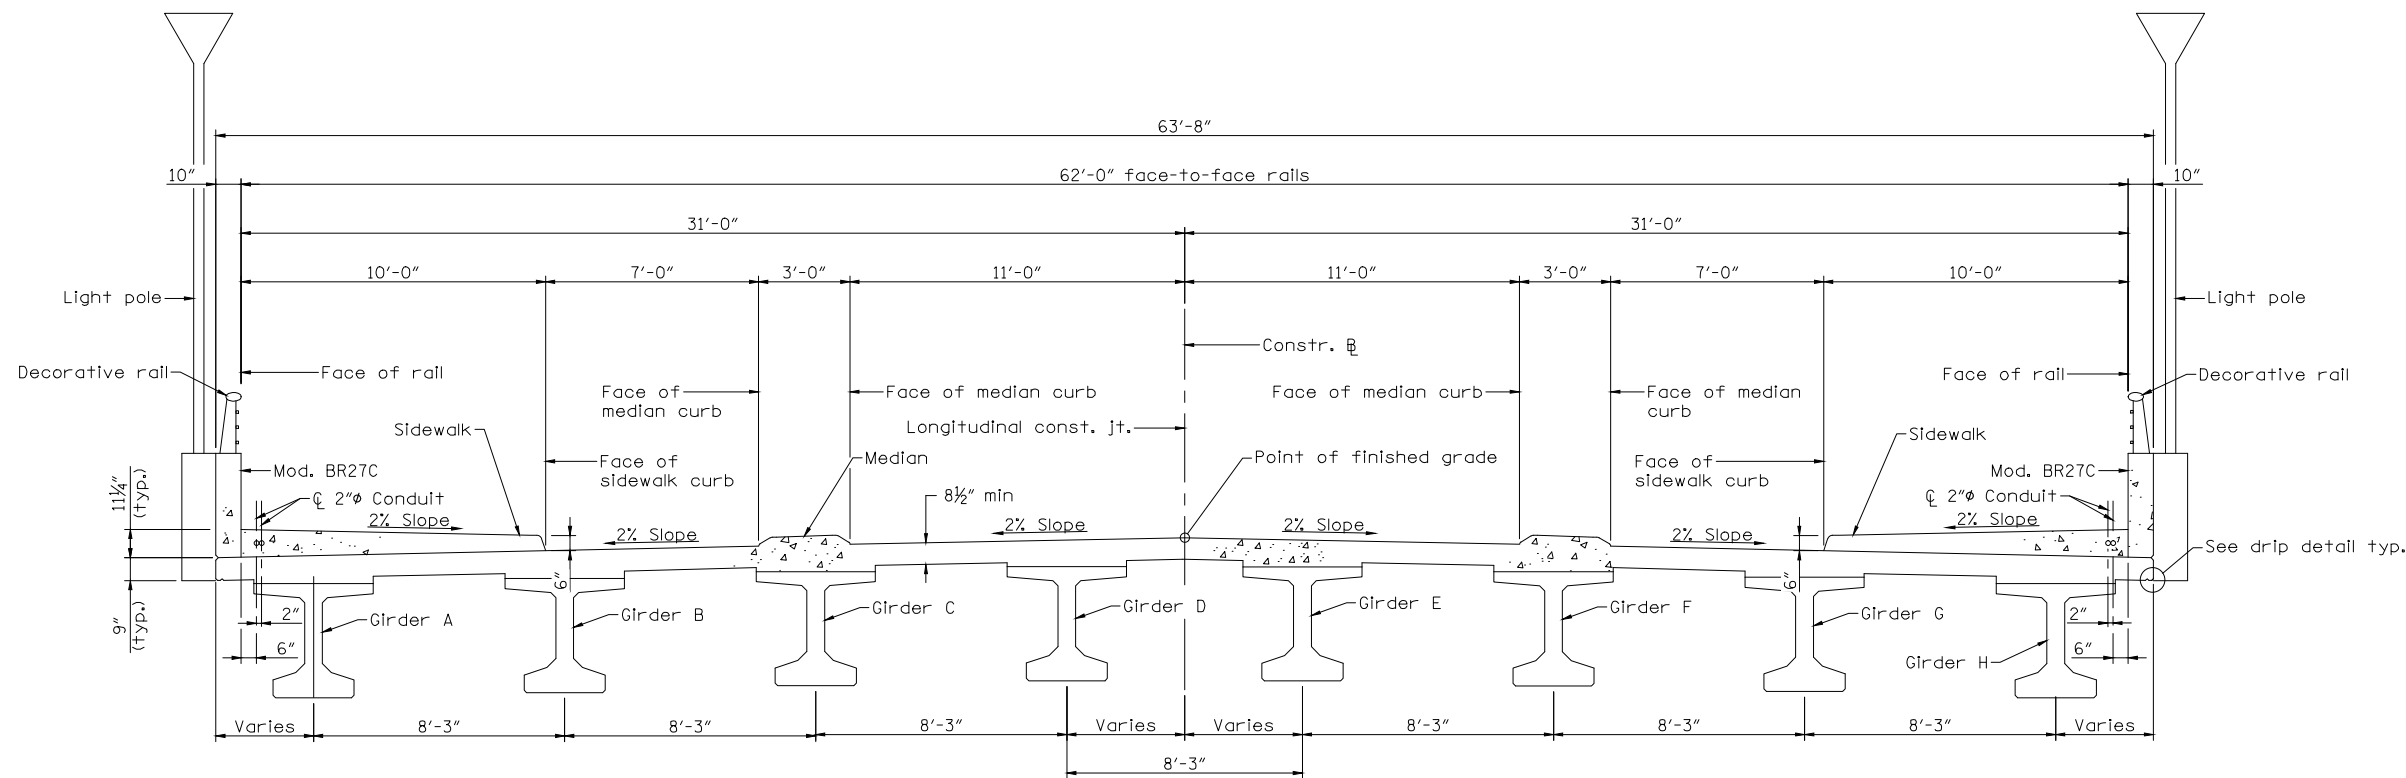 63'-8"
10"
62'-0" face-to-face rails
10"
31'-0"
31'-0"
10'-0"
7'-0"
3'-0"
11'-0"
11'-0"
3'-0"
7'-0"
10'-0"
Light pole
Light pole
Constr. ℄
Decorative rail
Face of rail
Face of rail
Decorative rail
Face of
median curb
Face of median curb
Face of median curb
Face of median
curb
Sidewalk
Longitudinal const. jt.
Sidewalk
Mod. BR27C
Face of
sidewalk curb
Median
Point of finished grade
Face of
sidewalk curb
Mod. BR27C
11¼"
(typ.)
℄ 2"ø Conduit
8½" min
℄ 2"ø Conduit
2% Slope
2% Slope
2% Slope
2% Slope
2% Slope
2% Slope
See drip detail typ.
6"
6"
9"
(typ.)
2"
6"
Girder A
Girder B
Girder C
Girder D
Girder E
Girder F
Girder G
Girder H
2"
6"
Varies
8'-3"
8'-3"
8'-3"
Varies
Varies
8'-3"
8'-3"
8'-3"
Varies
8'-3"